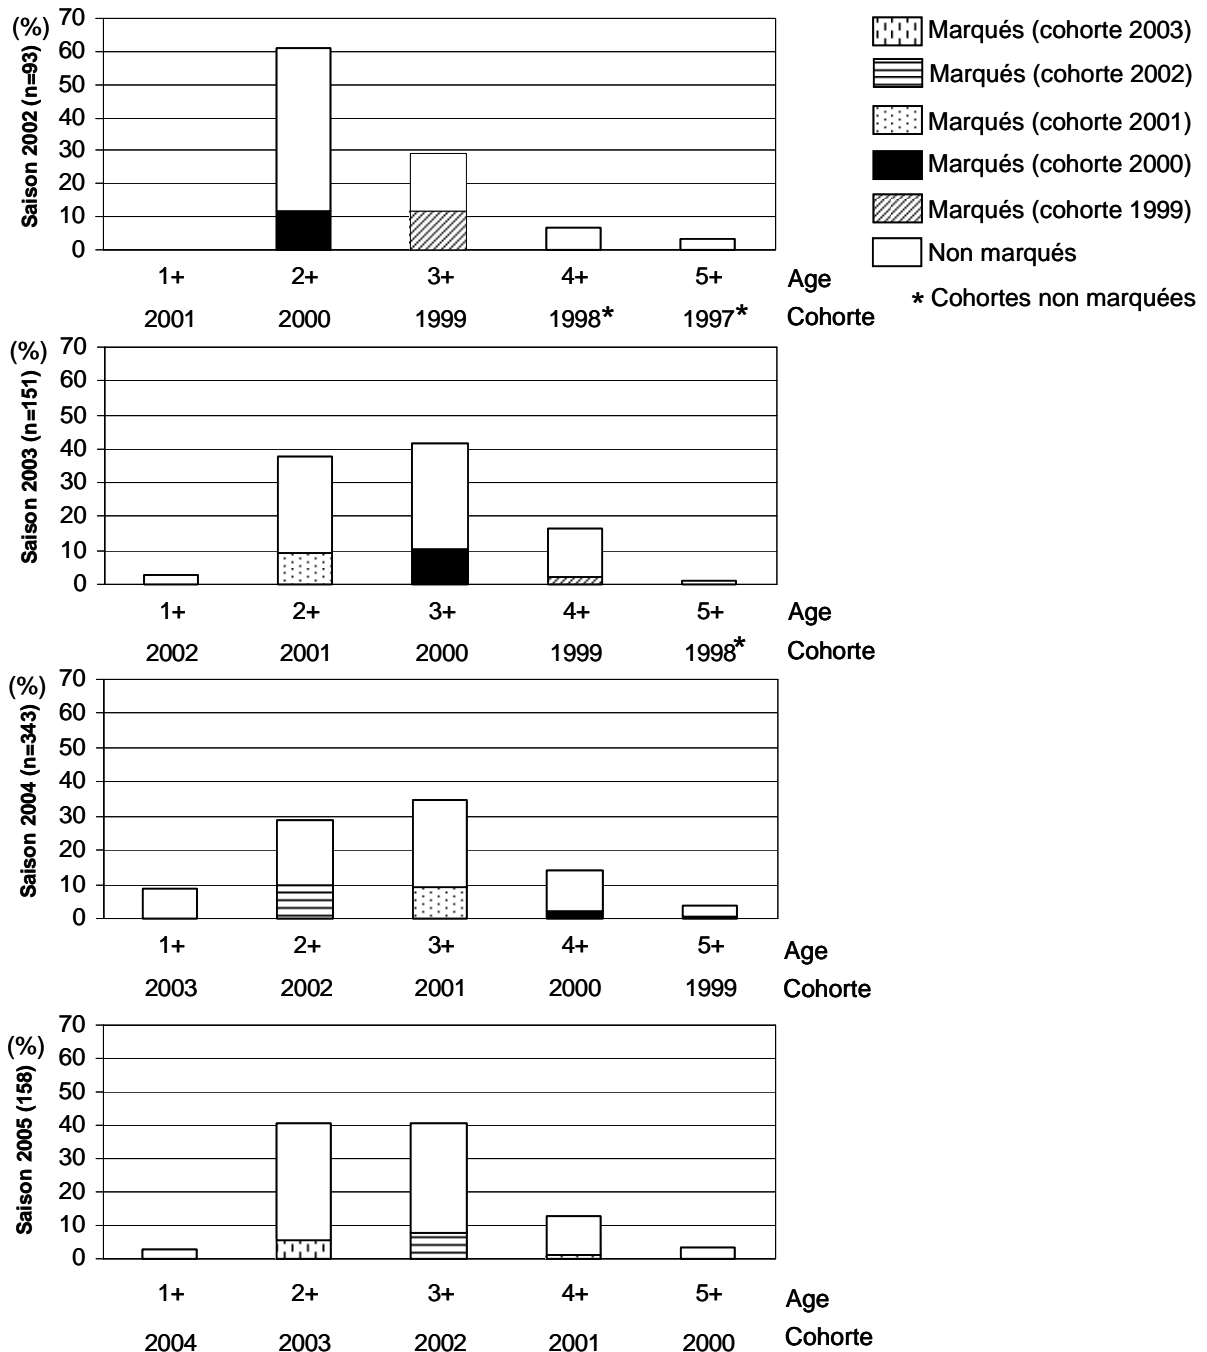 (%)
Saison 2002 (n=93)
70
60
50
40
30
20
10
0
1+ 2+ 3+ 4+ 5+ Age
2001 2000 1999 1998* 1997* Cohorte
Marqués (cohorte 2003)
Marqués (cohorte 2002)
Marqués (cohorte 2001)
Marqués (cohorte 2000)
Marqués (cohorte 1999)
Non marqués
* Cohortes non marquées
(%)
Saison 2003 (n=151)
70
60
50
40
30
20
10
0
1+ 2+ 3+ 4+ 5+ Age
2002 2001 2000 1999 1998* Cohorte
(%)
Saison 2004 (n=343)
70
60
50
40
30
20
10
0
1+ 2+ 3+ 4+ 5+ Age
2003 2002 2001 2000 1999 Cohorte
(%)
Saison 2005 (158)
70
60
50
40
30
20
10
0
1+ 2+ 3+ 4+ 5+ Age
2004 2003 2002 2001 2000 Cohorte